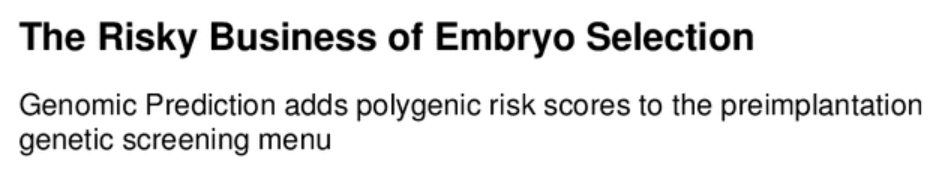 The Risky Business of Embryo Selection
Genomic Prediction adds polygenic risk scores to the preimplantation
genetic screening menu